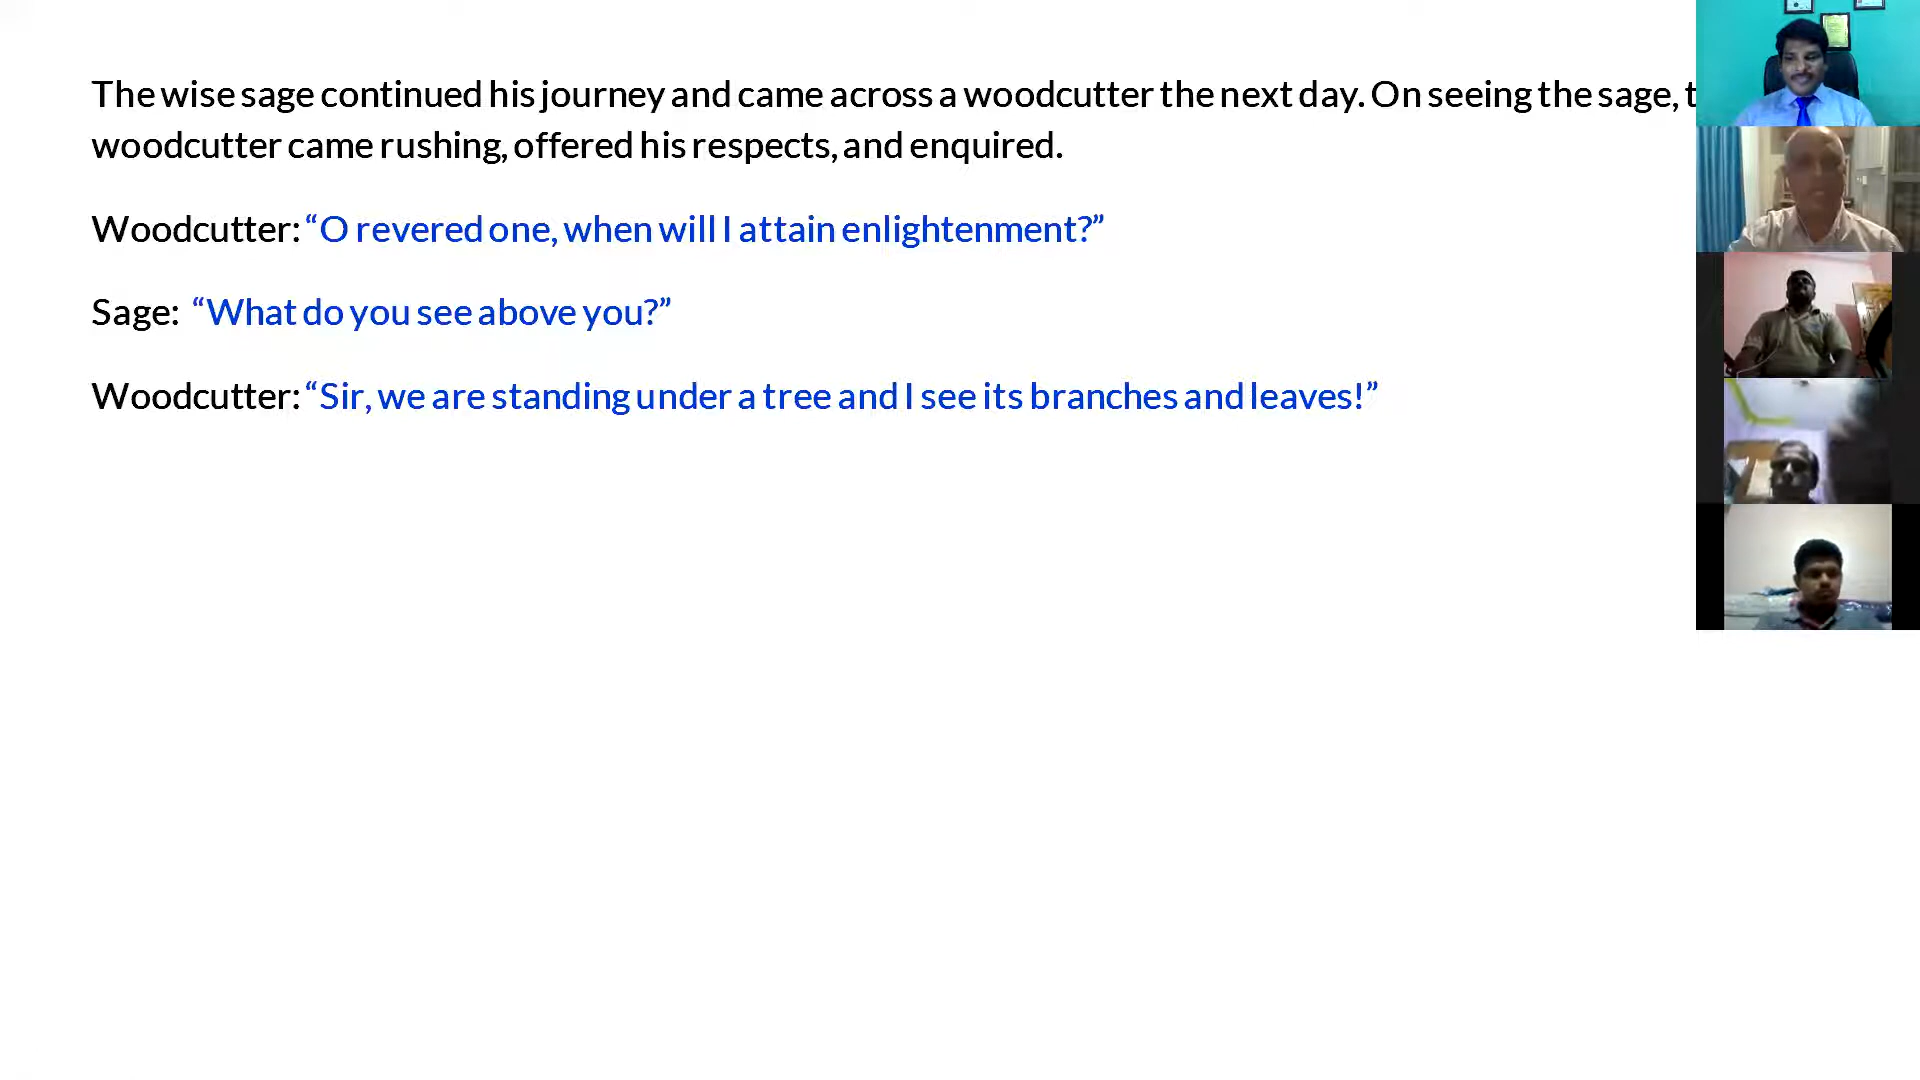 The wise sage continued his journey and came across a woodcutter the next day. On seeing the sage, t
woodcutter came rushing, offered his respects, and enquired.
Woodcutter: “O revered one, when will I attain enlightenment?”
Sage: “What do you see above you?”
Woodcutter: “Sir, we are standing under a tree and I see its branches and leaves!”